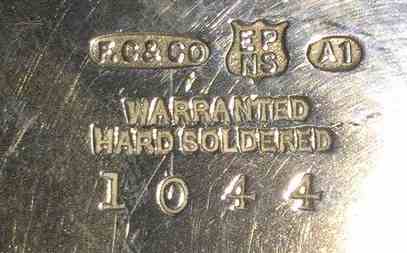 F.C & CO EP NS A1
WARRANTED
HARD SOLDERED
1044